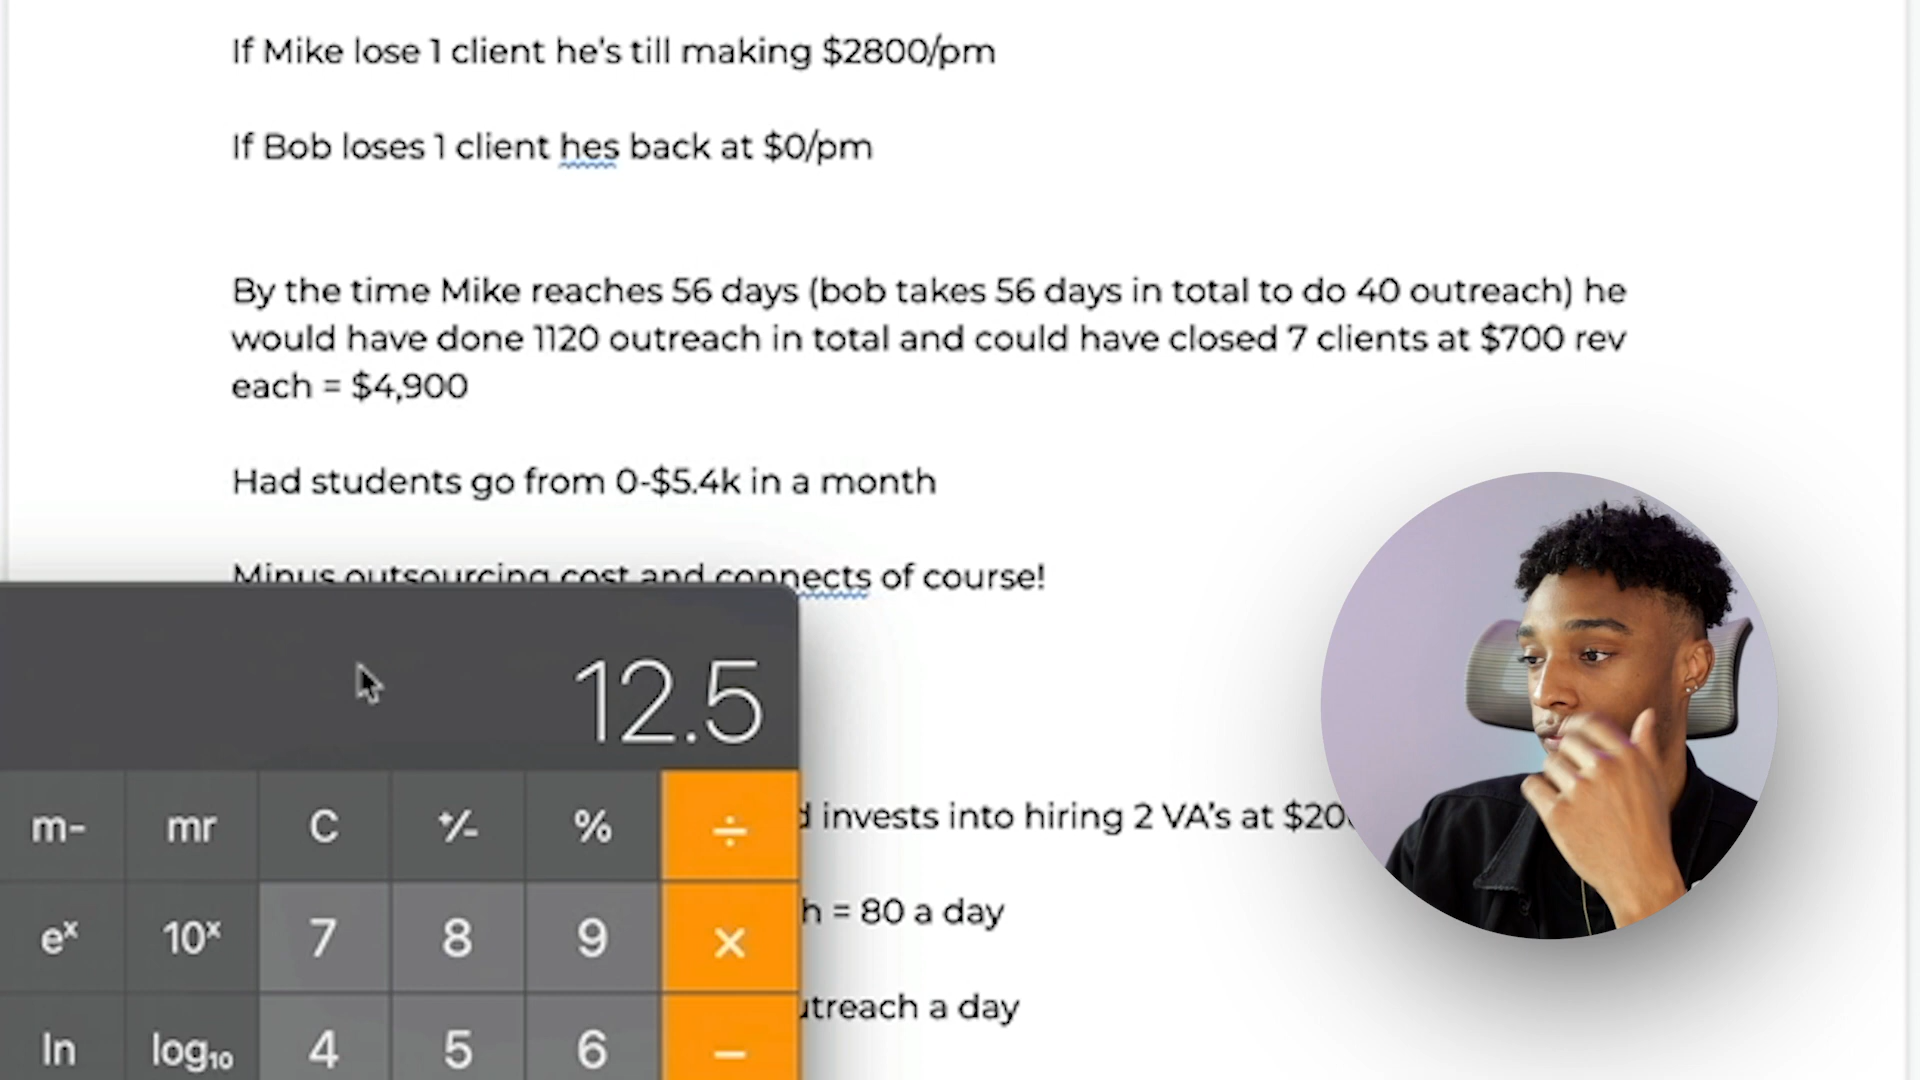 If Mike lose 1 client he's till making $2800/pm
If Bob loses 1 client hes back at $0/pm
By the time Mike reaches 56 days (bob takes 56 days in total to do 40 outreach) he
would have done 1120 outreach in total and could have closed 7 clients at $700 rev
each = $4,900
Had students go from 0-$5.4k in a month
Minus outsourcing cost and connects of course!
12.5
m- mr C +/- % ÷
invests into hiring 2 VA's at
eˣ 10ˣ 7 8 9 ×
= 80 a day
ln log₁₀ 4 5 6 −
a day